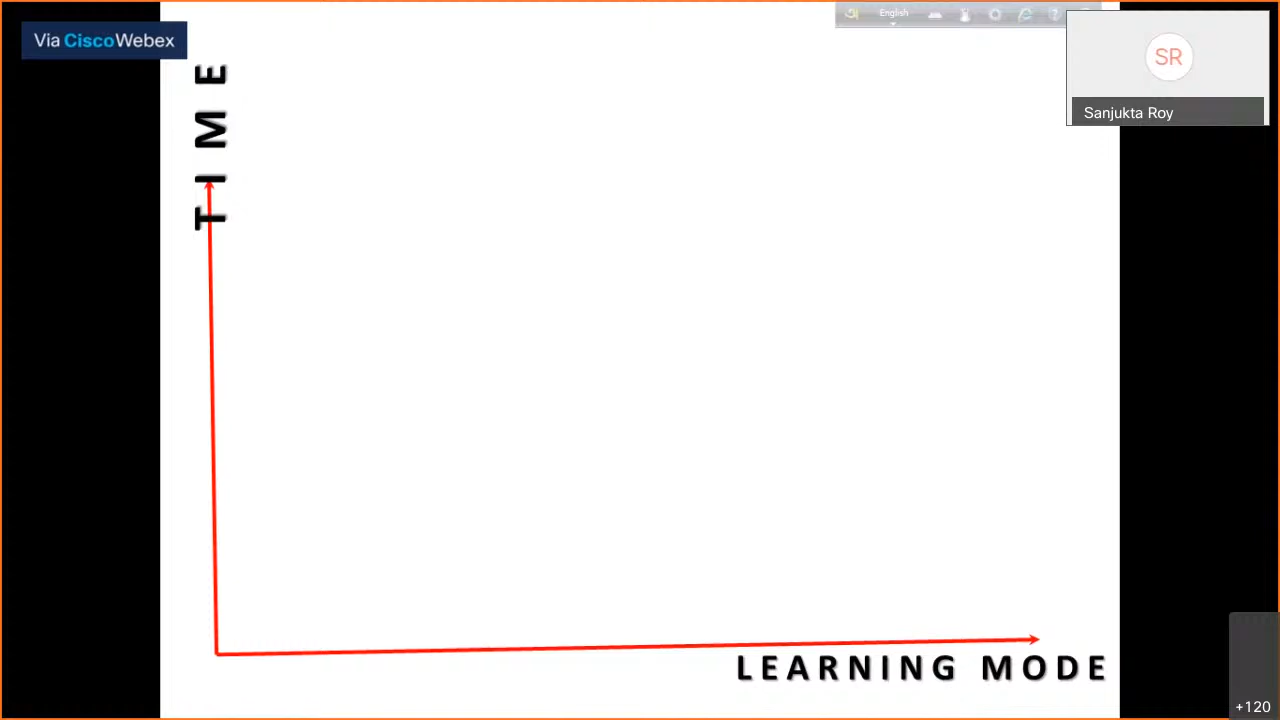 Via CiscoWebex
অ English
?
SR
Sanjukta Roy
TIME
LEARNING MODE
+120